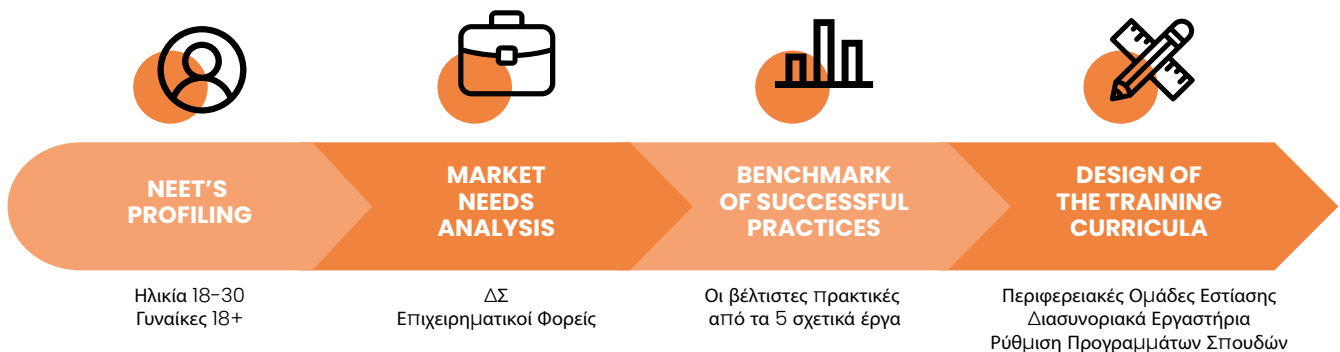 NEET'S
PROFILING
MARKET
NEEDS
ANALYSIS
BENCHMARK
OF SUCCESSFUL
PRACTICES
DESIGN OF
THE TRAINING
CURRICULA
Ηλικία 18-30
Γυναίκες 18+
ΔΣ
Επιχειρηματικοί Φορείς
Οι βέλτιστες πρακτικές
από τα 5 σχετικά έργα
Περιφερειακές Ομάδες Εστίασης
Διασυνοριακά Εργαστήρια
Ρύθμιση Προγραμμάτων Σπουδών